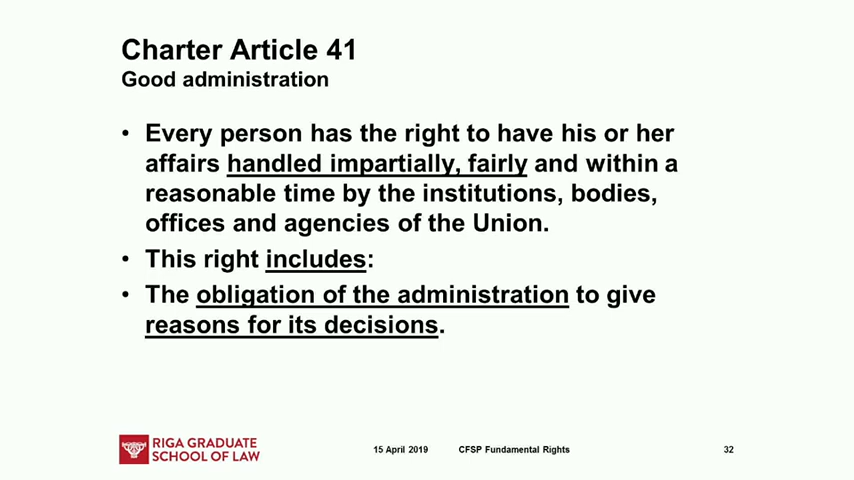 Charter Article 41
Good administration
• Every person has the right to have his or her
affairs handled impartially, fairly and within a
reasonable time by the institutions, bodies,
offices and agencies of the Union.
• This right includes:
• The obligation of the administration to give
reasons for its decisions.
RIGA GRADUATE
SCHOOL OF LAW
15 April 2019 CFSP Fundamental Rights 32